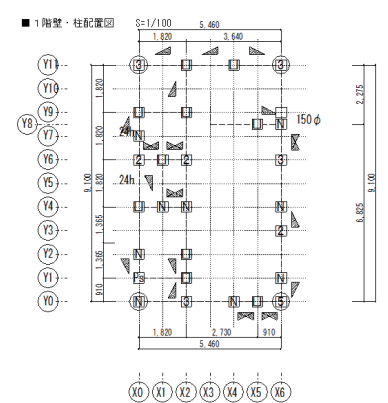 ■１階壁・柱配置図 S=1/100
5,460
1,820 3,640
Y11 3 3
Y10 1,820 2,275
Y9
Y8 150φ
N
Y7 24h N
1,820
Y6 2 2 3
9,100 9,100
Y5 24h 1,820
Y4 N N N
6,825
Y3 1,365 2
Y2 N
1,365
Y1 N
910
Y0 N 3 N 5
1,820 2,730 910
5,460
X0 X1 X2 X3 X4 X5 X6